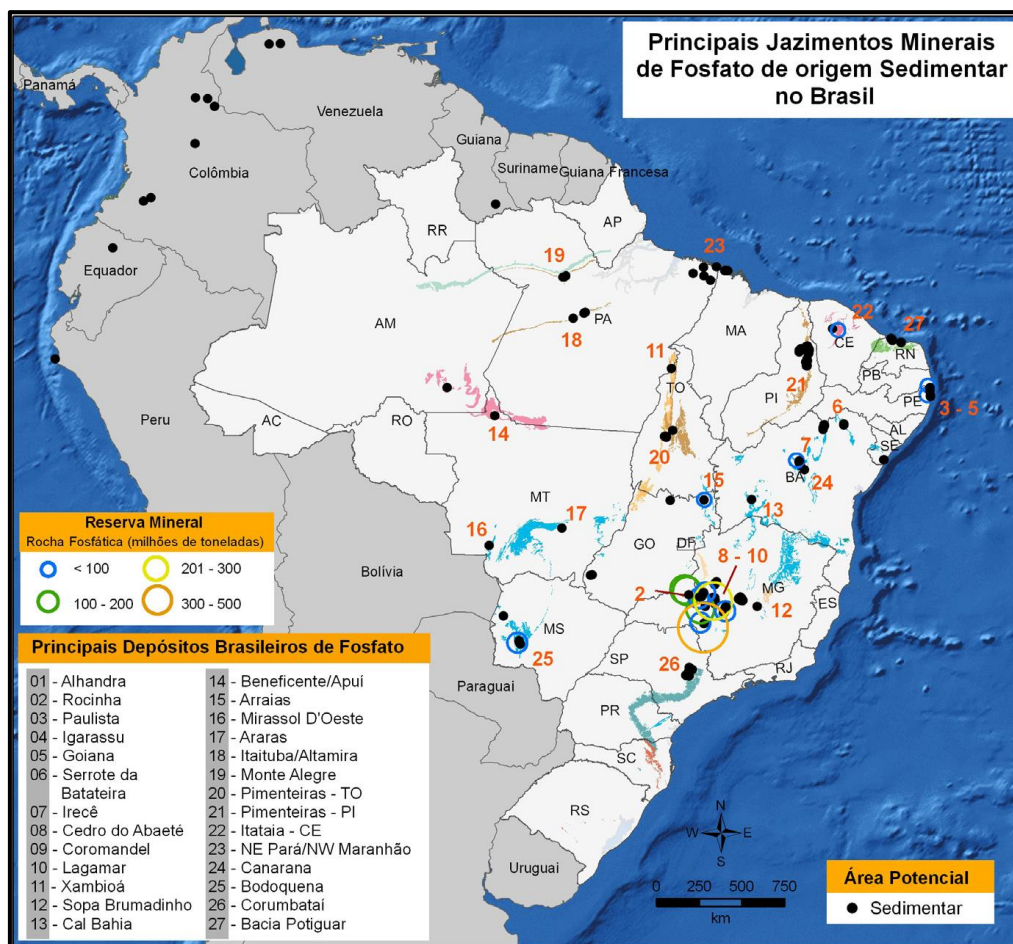 Principais Jazimentos Minerais
de Fosfato de origem Sedimentar
no Brasil
Panamá
Venezuela
Guiana
Suriname
Guiana Francesa
Colômbia
Equador
Peru
Bolívia
Paraguai
Uruguai
RR
AP
AM
PA
MA
CE
RN
PB
PE
AL
SE
PI
TO
AC
RO
BA
MT
GO
DF
MG
ES
MS
SP
RJ
PR
SC
RS
23
19
18
22
27
11
21
3 - 5
6
14
20
7
24
15
13
16
17
8 - 10
2
12
25
26
Reserva Mineral
Rocha Fosfática (milhões de toneladas)
< 100
201 - 300
100 - 200
300 - 500
Principais Depósitos Brasileiros de Fosfato
01 - Alhandra
02 - Rocinha
03 - Paulista
04 - Igarassu
05 - Goiana
06 - Serrote da
Batateira
07 - Irecê
08 - Cedro do Abaeté
09 - Coromandel
10 - Lagamar
11 - Xambioá
12 - Sopa Brumadinho
13 - Cal Bahia
14 - Beneficente/Apuí
15 - Arraias
16 - Mirassol D'Oeste
17 - Araras
18 - Itaituba/Altamira
19 - Monte Alegre
20 - Pimenteiras - TO
21 - Pimenteiras - PI
22 - Itataia - CE
23 - NE Pará/NW Maranhão
24 - Canarana
25 - Bodoquena
26 - Corumbataí
27 - Bacia Potiguar
N
W
E
S
0 250 500 750
km
Área Potencial
Sedimentar